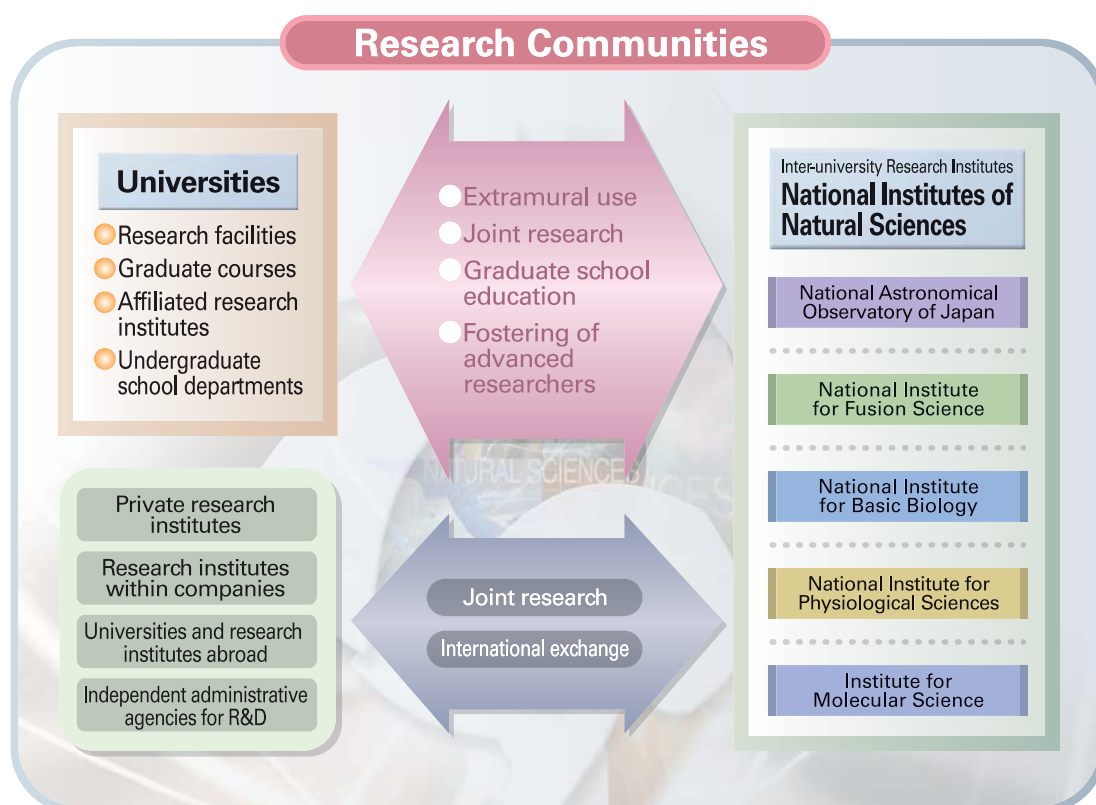 Research Communities
Universities
Research facilities
Graduate courses
Affiliated research
institutes
Undergraduate
school departments
Extramural use
Joint research
Graduate school
education
Fostering of
advanced
researchers
Inter-university Research Institutes
National Institutes of
Natural Sciences
National Astronomical
Observatory of Japan
National Institute
for Fusion Science
National Institute
for Basic Biology
National Institute for
Physiological Sciences
Institute for
Molecular Science
NATURAL SCIENCES
Private research
institutes
Research institutes
within companies
Universities and research
institutes abroad
Independent administrative
agencies for R&D
Joint research
International exchange